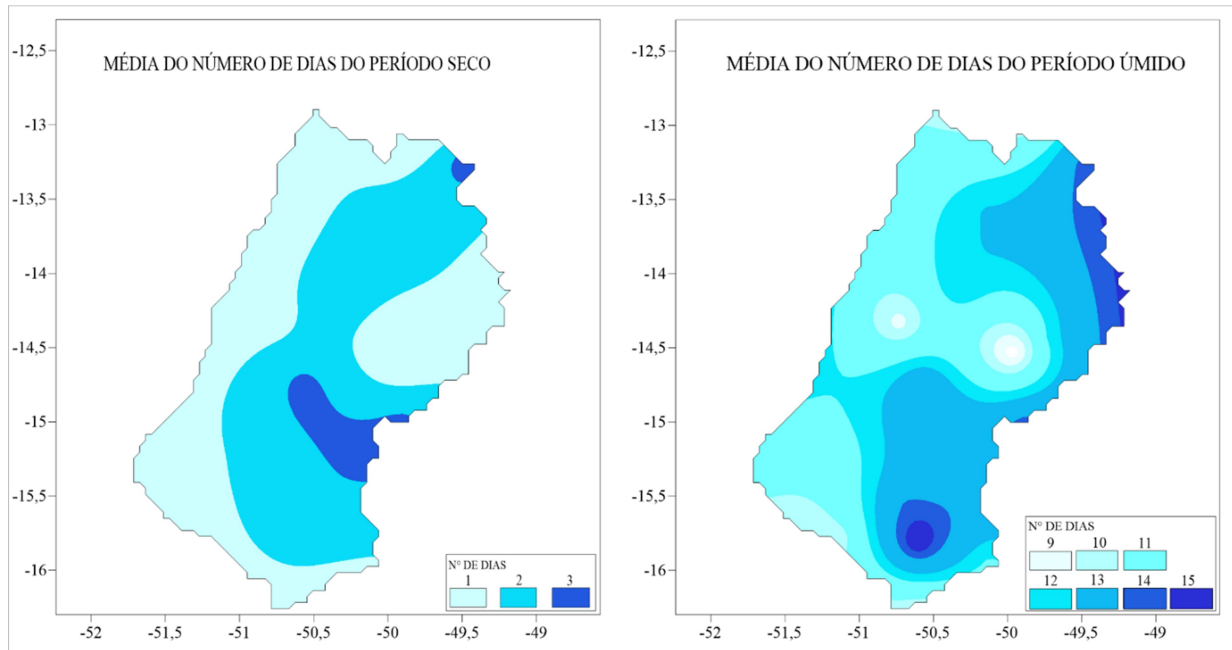 MÉDIA DO NÚMERO DE DIAS DO PERÍODO SECO
-12,5
-13
-13,5
-14
-14,5
-15
-15,5
-16
-52 -51,5 -51 -50,5 -50 -49,5 -49
Nº DE DIAS
1 2 3
MÉDIA DO NÚMERO DE DIAS DO PERÍODO ÚMIDO
-12,5
-13
-13,5
-14
-14,5
-15
-15,5
-16
-52 -51,5 -51 -50,5 -50 -49,5 -49
Nº DE DIAS
9 10 11
12 13 14 15